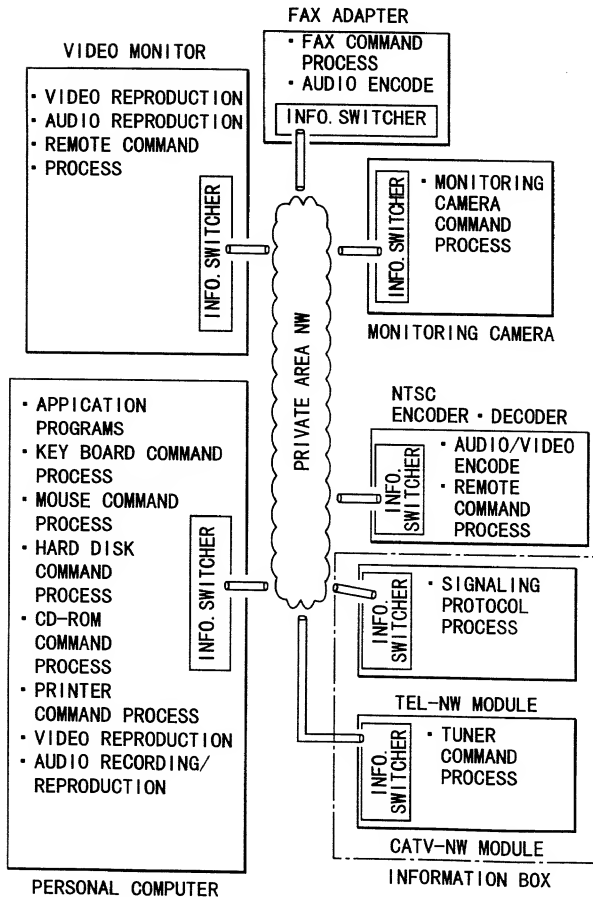 FAX ADAPTER
· FAX COMMAND
PROCESS
· AUDIO ENCODE
INFO. SWITCHER
VIDEO MONITOR
· VIDEO REPRODUCTION
· AUDIO REPRODUCTION
· REMOTE COMMAND
· PROCESS
INFO. SWITCHER
INFO. SWITCHER
· MONITORING
CAMERA
COMMAND
PROCESS
MONITORING CAMERA
PRIVATE AREA NW
NTSC
ENCODER · DECODER
INFO.
SWITCHER
· AUDIO/VIDEO
ENCODE
· REMOTE
COMMAND
PROCESS
· APPICATION
PROGRAMS
· KEY BOARD COMMAND
PROCESS
· MOUSE COMMAND
PROCESS
· HARD DISK
COMMAND
PROCESS
· CD-ROM
COMMAND
PROCESS
· PRINTER
COMMAND PROCESS
· VIDEO REPRODUCTION
· AUDIO RECORDING/
REPRODUCTION
INFO. SWITCHER
PERSONAL COMPUTER
INFO.
SWITCHER
· SIGNALING
PROTOCOL
PROCESS
TEL-NW MODULE
INFO.
SWITCHER
· TUNER
COMMAND
PROCESS
CATV-NW MODULE
INFORMATION BOX